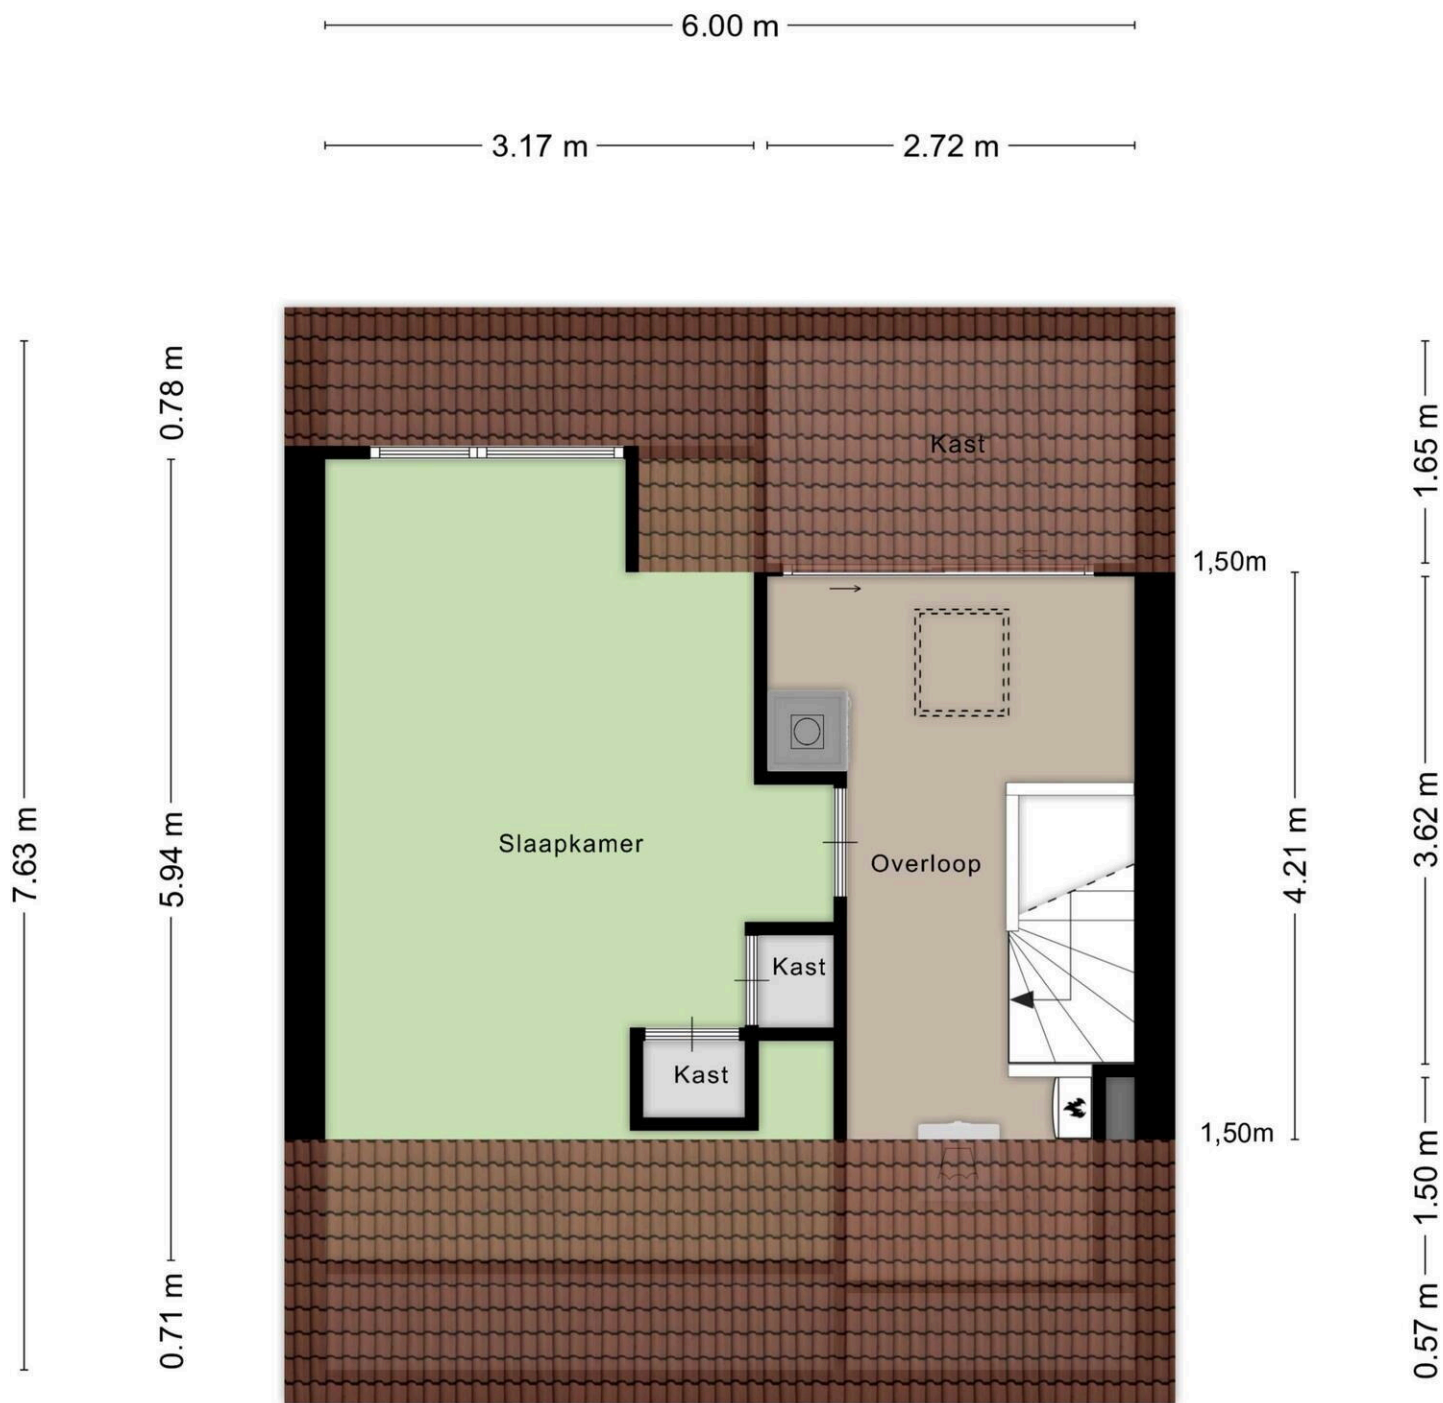 6.00 m
3.17 m
2.72 m
0.78 m
1.65 m
Kast
1,50m
7.63 m
5.94 m
Slaapkamer
Overloop
4.21 m
3.62 m
Kast
Kast
1,50m
1.50 m
0.71 m
0.57 m